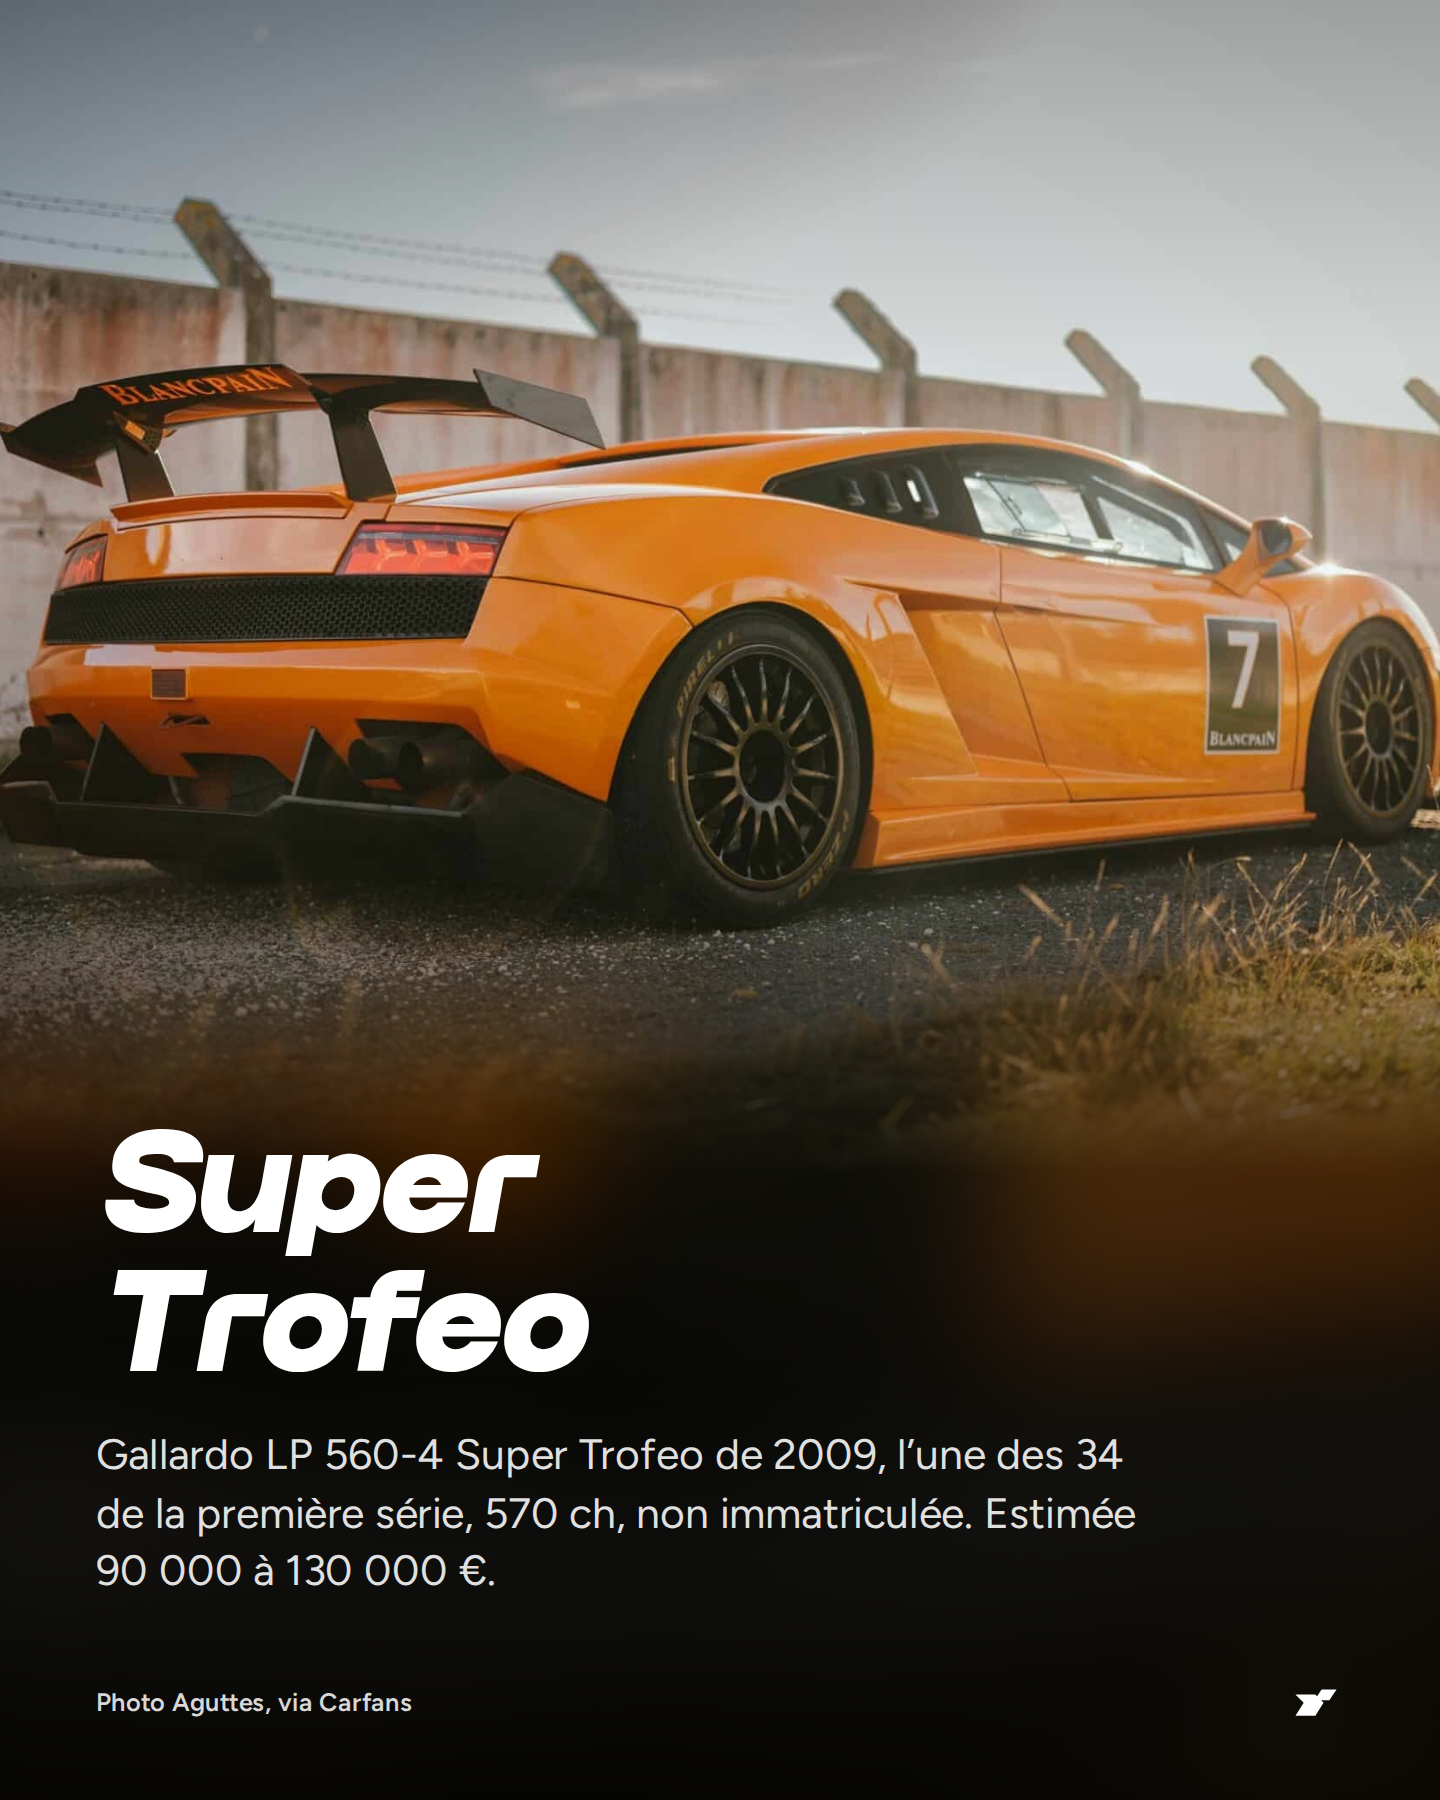 BLANCPAIN
PIRELLI
P ZERO
7
BLANCPAIN
Super
Trofeo
Gallardo LP 560-4 Super Trofeo de 2009, l’une des 34
de la première série, 570 ch, non immatriculée. Estimée
90 000 à 130 000 €.
Photo Aguttes, via Carfans